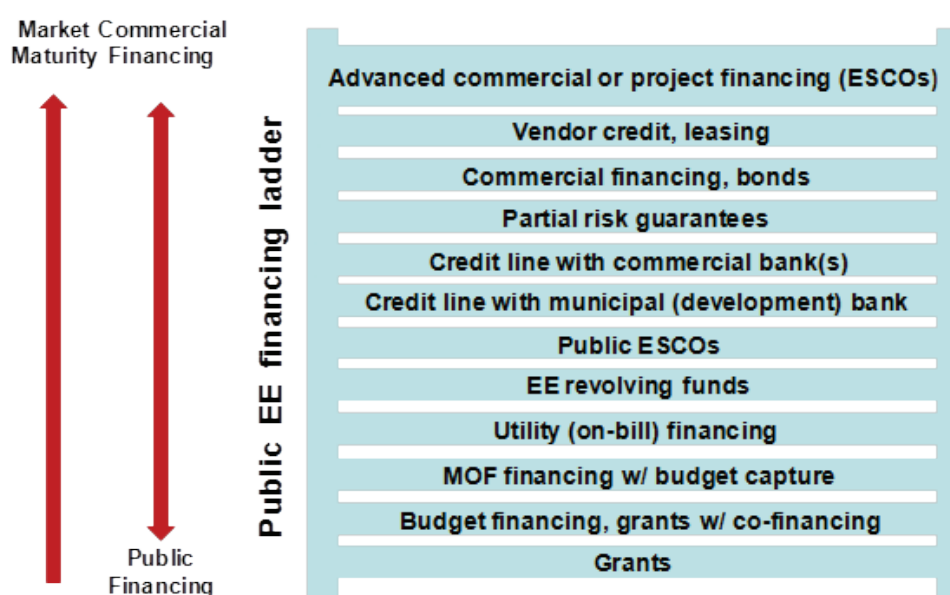 Market Commercial
Maturity Financing
Public EE financing ladder
Advanced commercial or project financing (ESCOs)
Vendor credit, leasing
Commercial financing, bonds
Partial risk guarantees
Credit line with commercial bank(s)
Credit line with municipal (development) bank
Public ESCOs
EE revolving funds
Utility (on-bill) financing
MOF financing w/ budget capture
Budget financing, grants w/ co-financing
Grants
Public
Financing